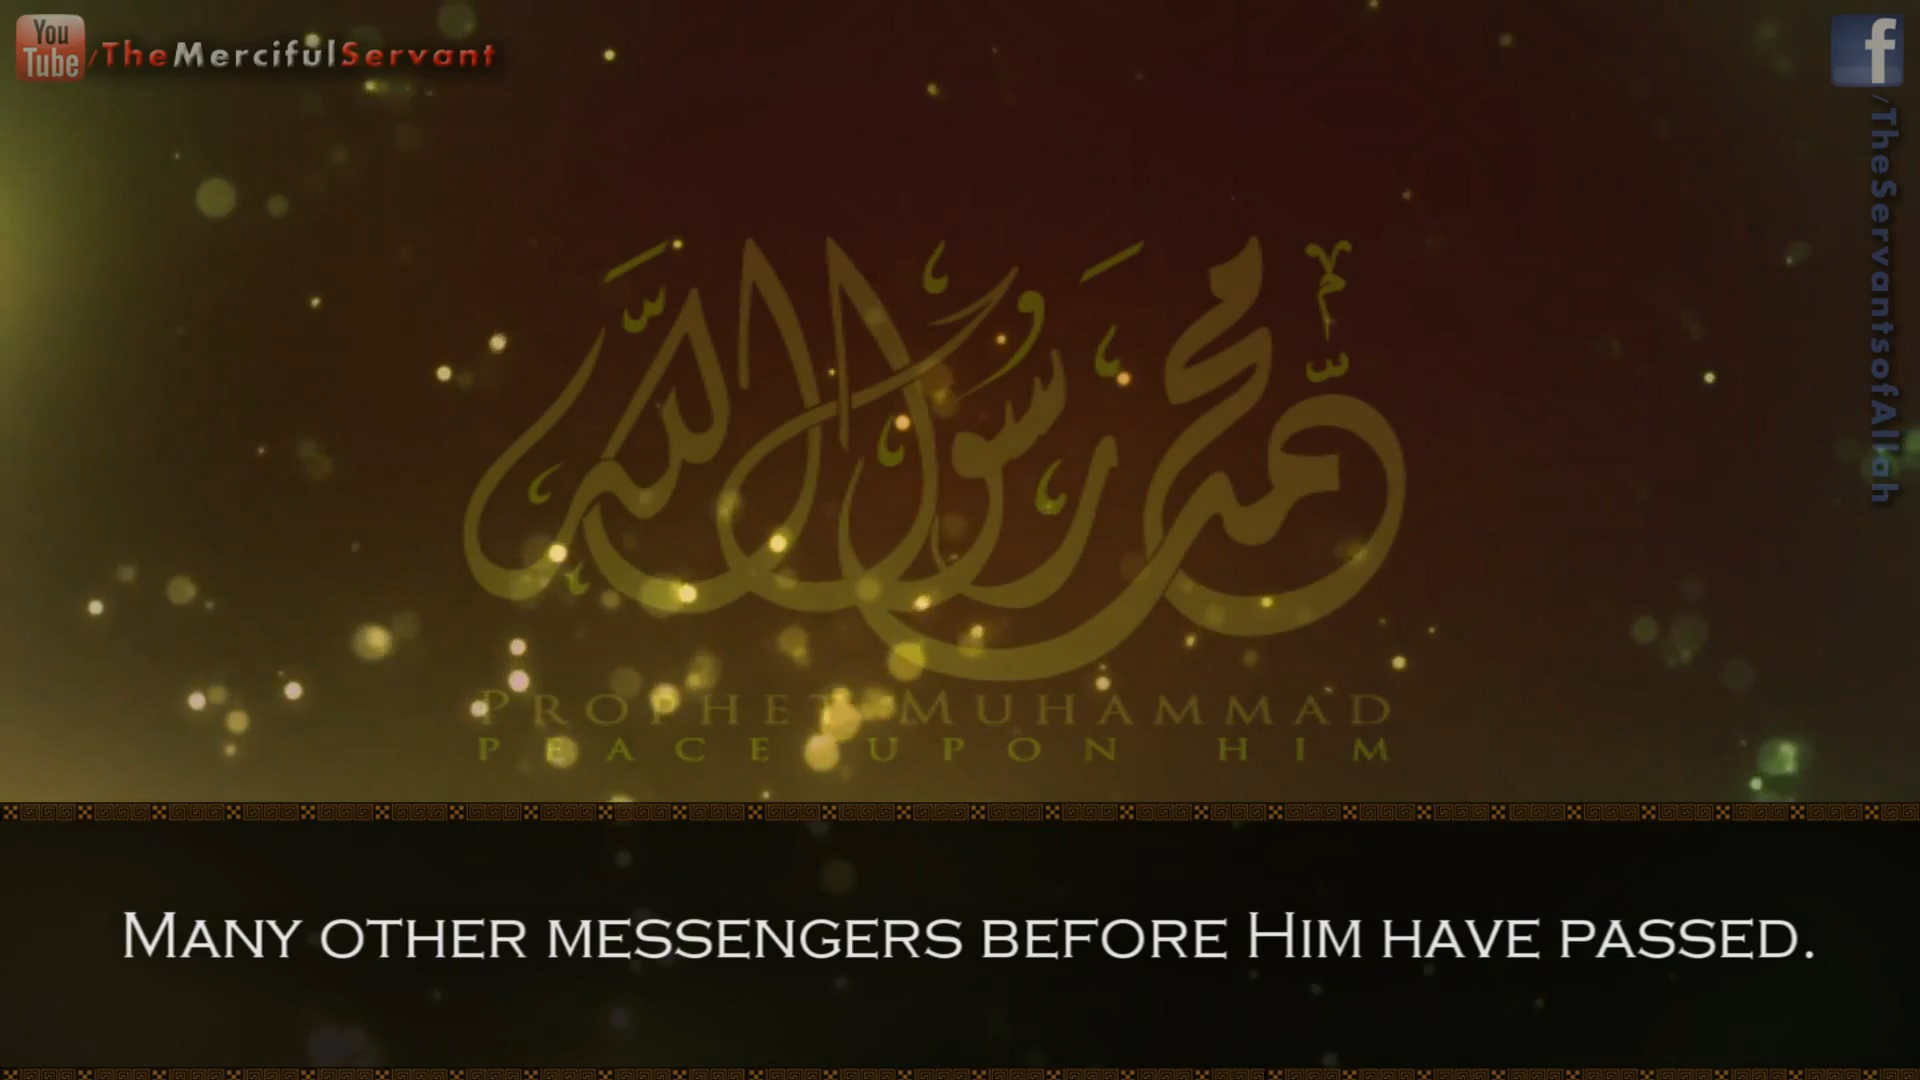 You
Tube /TheMercifulServant
f /TheServantsofAllah
محمد رسول الله
PROPHET MUHAMMAD
PEACE UPON HIM
MANY OTHER MESSENGERS BEFORE HIM HAVE PASSED.